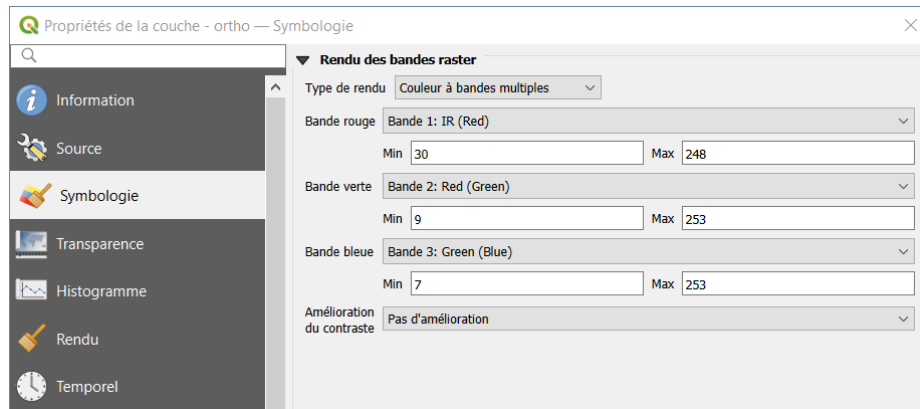 Propriétés de la couche - ortho — Symbologie
Information
Source
Symbologie
Transparence
Histogramme
Rendu
Temporel
Rendu des bandes raster
Type de rendu Couleur à bandes multiples
Bande rouge Bande 1: IR (Red)
Min 30 Max 248
Bande verte Bande 2: Red (Green)
Min 9 Max 253
Bande bleue Bande 3: Green (Blue)
Min 7 Max 253
Amélioration
du contraste Pas d'amélioration